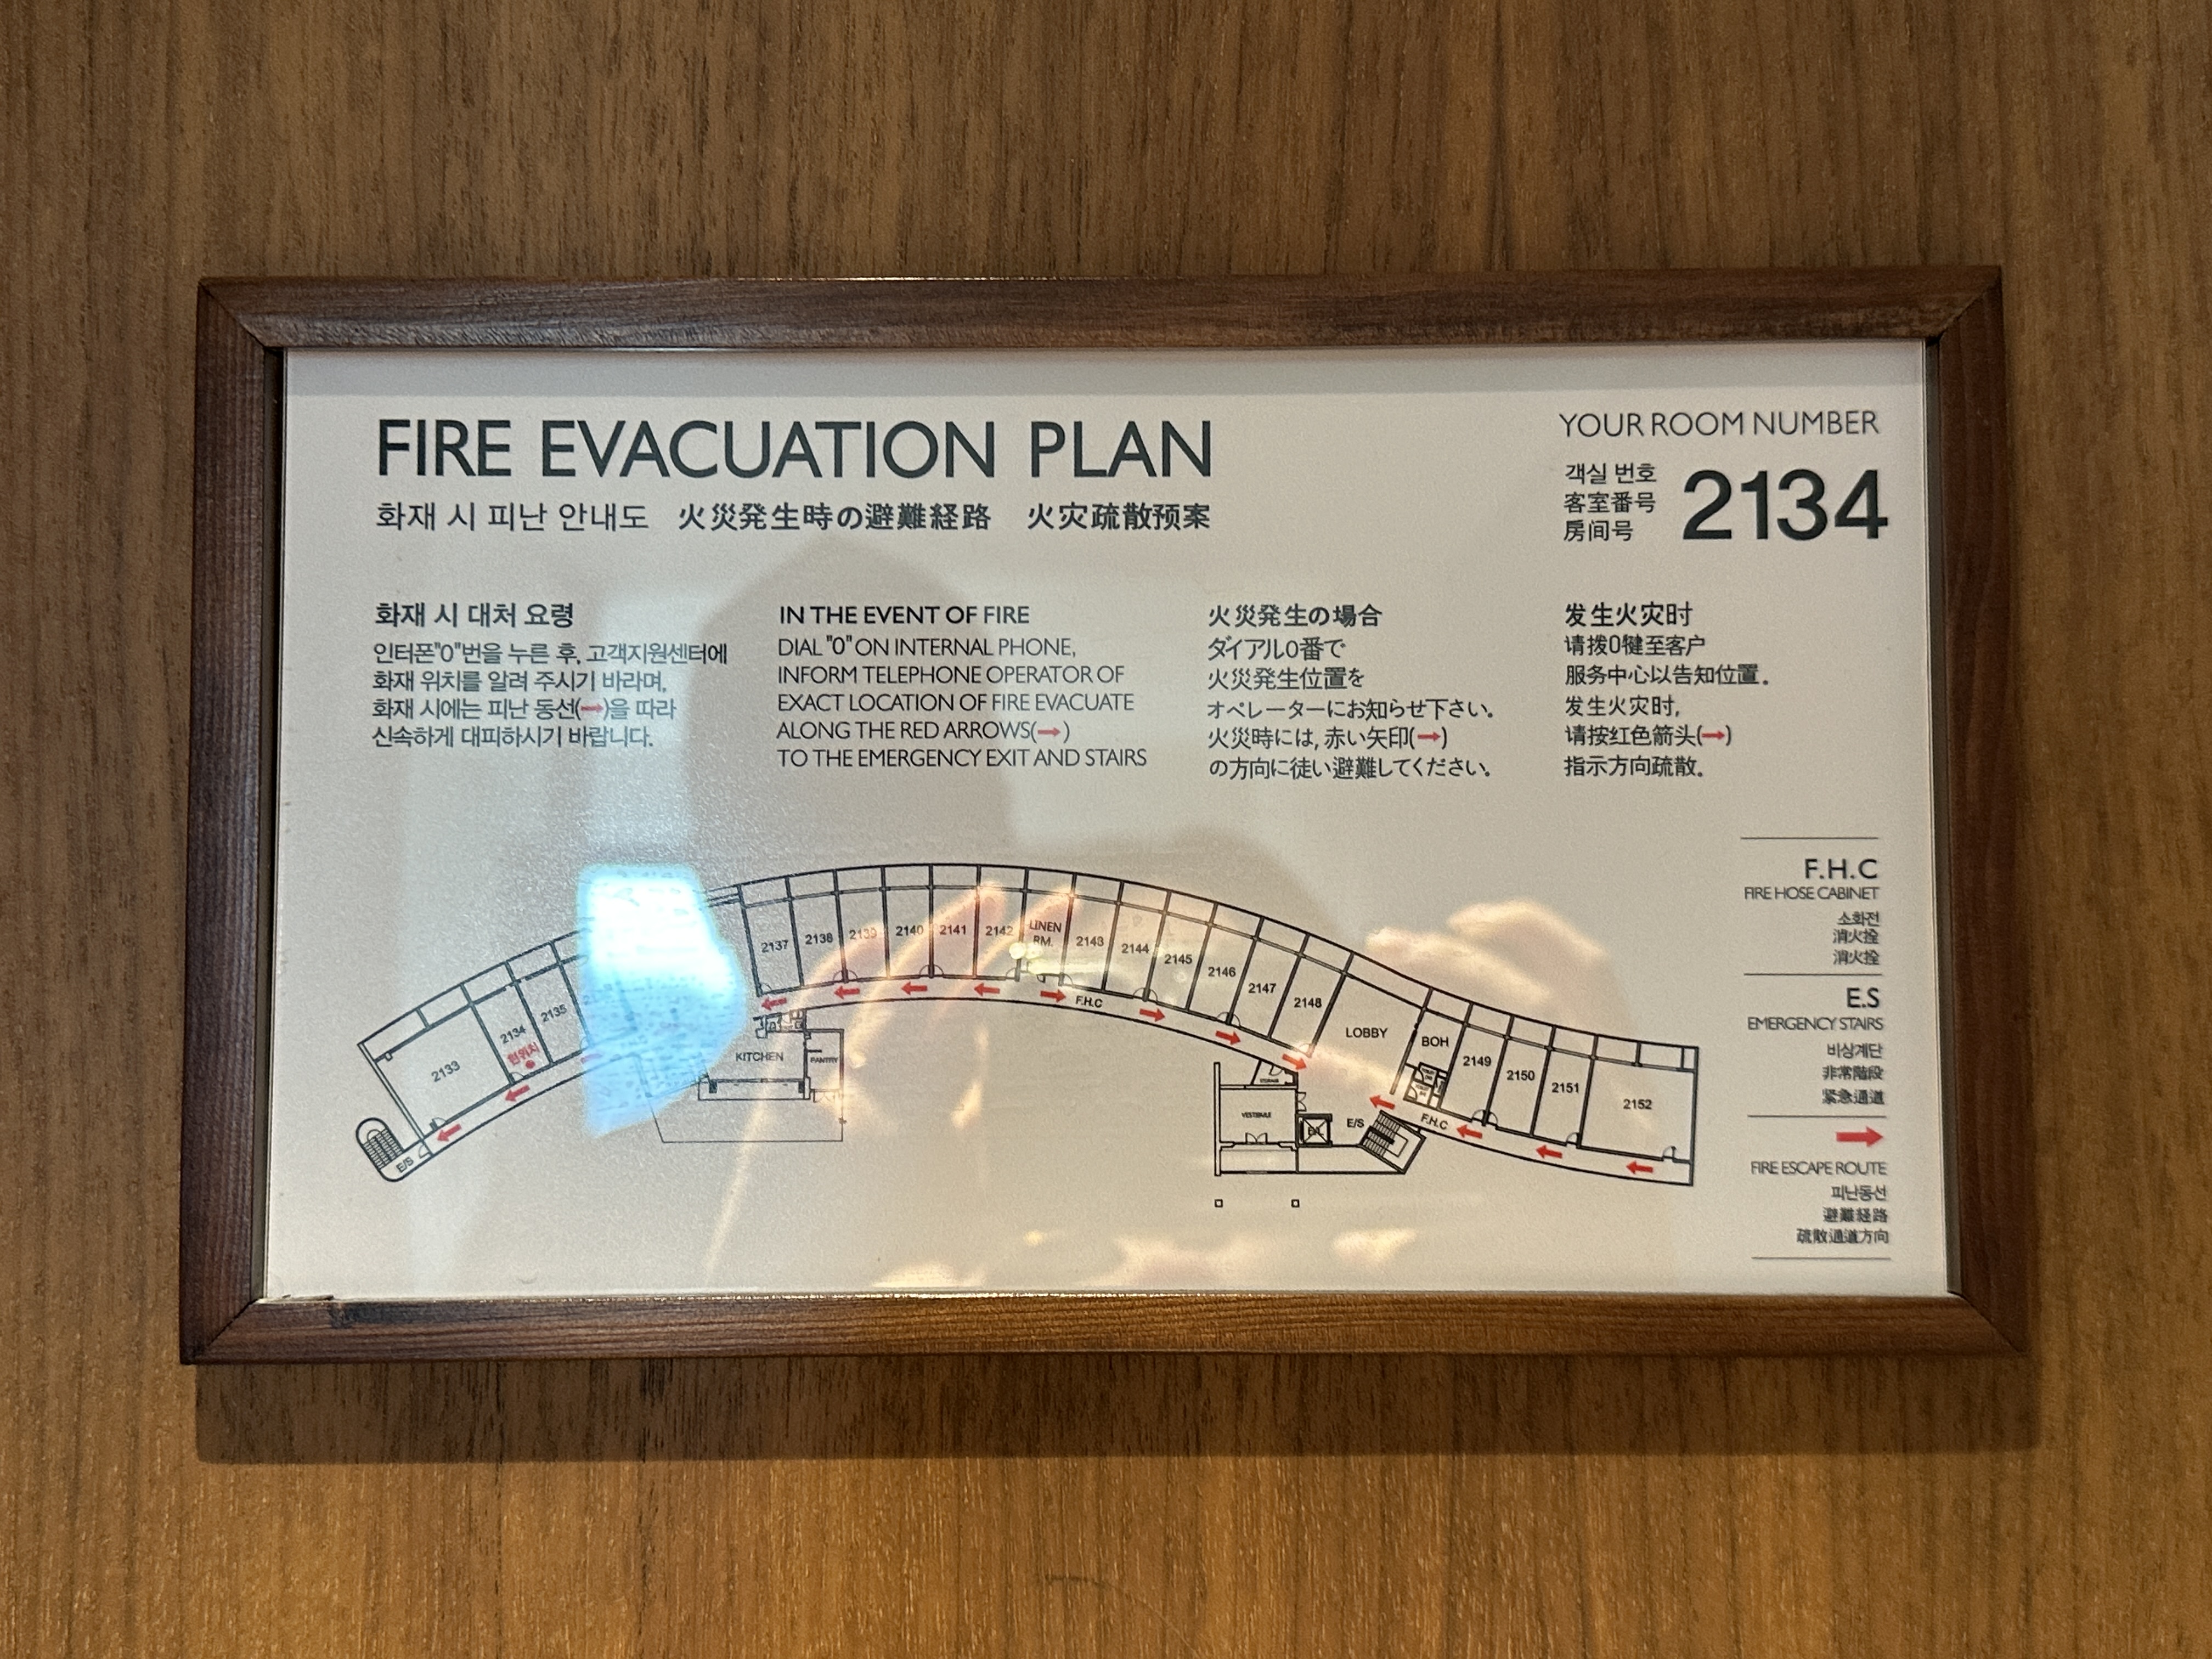 FIRE EVACUATION PLAN
화재 시 피난 안내도 火災発生時の避難経路 火灾疏散预案
YOUR ROOM NUMBER
객실 번호
客室番号
房间号
2134
화재 시 대처 요령
인터폰"0"번을 누른 후, 고객지원센터에
화재 위치를 알려 주시기 바라며,
화재 시에는 피난 동선(→)을 따라
신속하게 대피하시기 바랍니다.
IN THE EVENT OF FIRE
DIAL "0" ON INTERNAL PHONE,
INFORM TELEPHONE OPERATOR OF
EXACT LOCATION OF FIRE EVACUATE
ALONG THE RED ARROWS(→)
TO THE EMERGENCY EXIT AND STAIRS
火災発生の場合
ダイアル0番で
火災発生位置を
オペレーターにお知らせ下さい。
火災時には, 赤い矢印(→)
の方向に従い避難してください。
发生火灾时
请拨0犍至客户
服务中心以告知位置。
发生火灾时,
请按红色箭头(→)
指示方向疏散。
2133
2134
현위치
2135
2137
2138
2139
2140
2141
2142
LINEN
RM.
2143
2144
2145
2146
2147
2148
LOBBY
BOH
2149
2150
2151
2152
F.H.C
F.H.C
KITCHEN
PANTRY
STORAGE
VESTIBULE
E/S
E/S
F.H.C
FIRE HOSE CABINET
소화전
消火拴
消火拴
E.S
EMERGENCY STAIRS
비상계단
非常階段
緊急通道
→
FIRE ESCAPE ROUTE
피난동선
避難経路
疏散通道方向